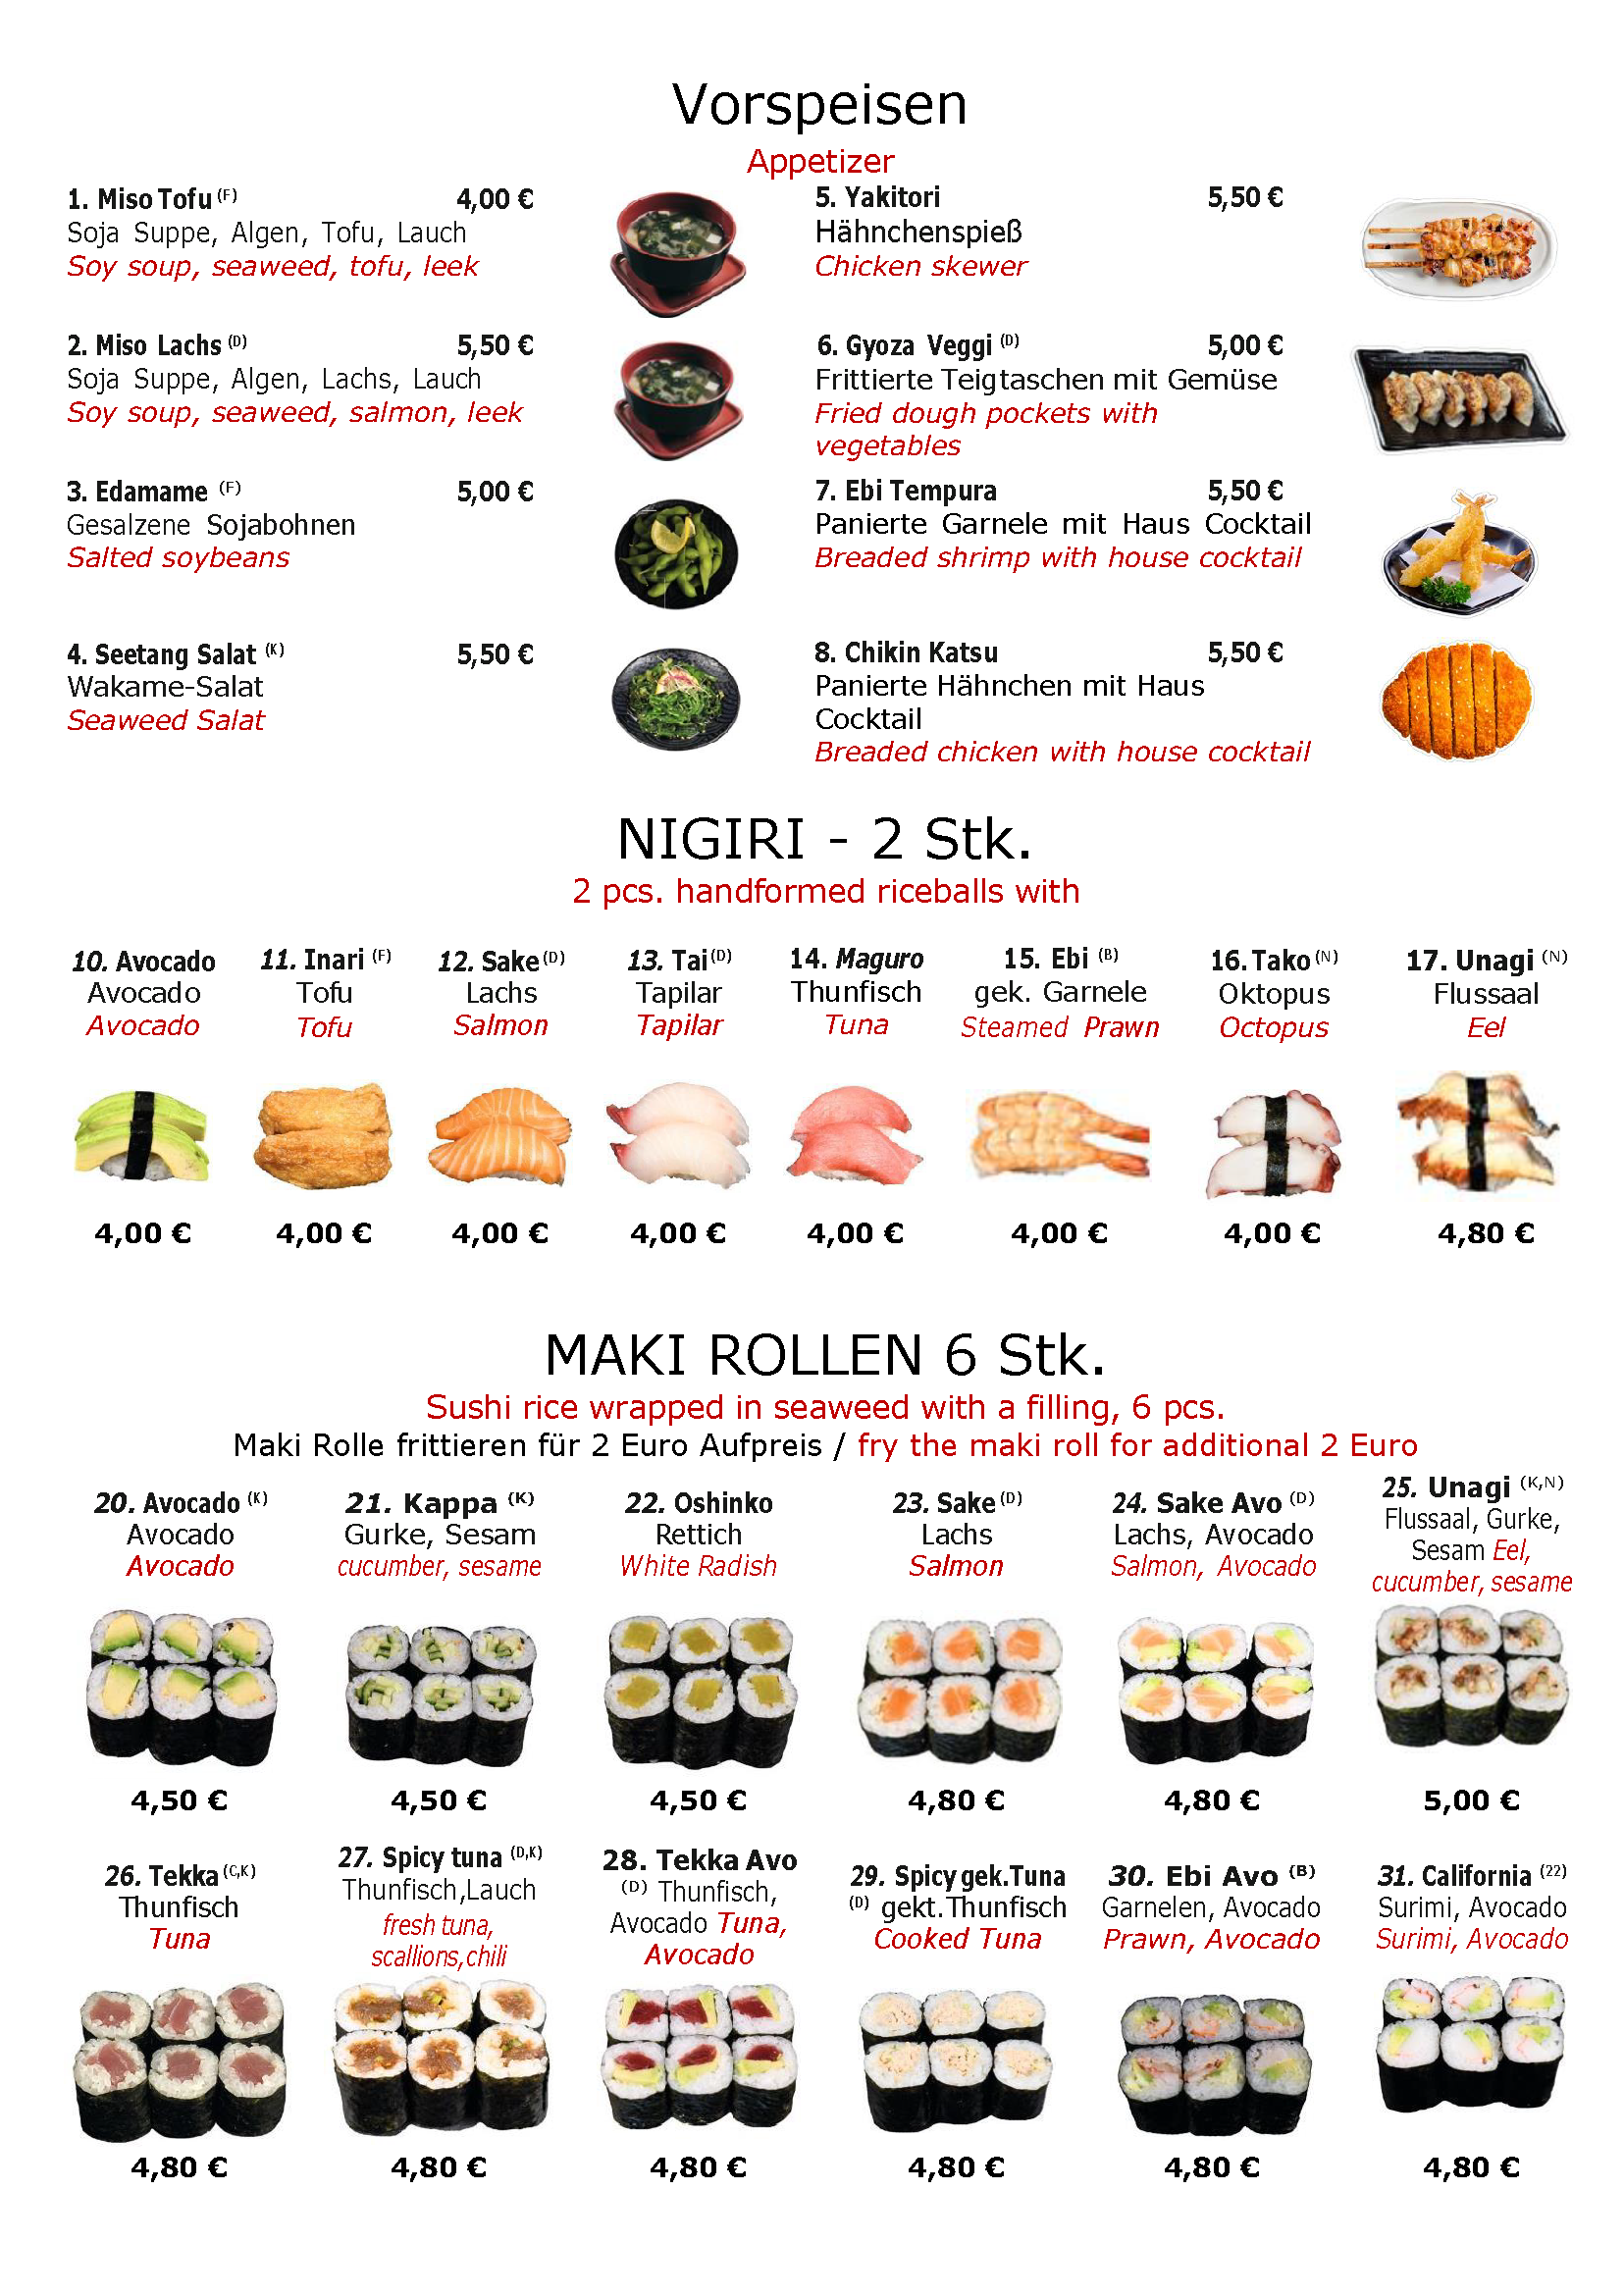 Vorspeisen
Appetizer
1. Miso Tofu (F) 4,00 €
Soja Suppe, Algen, Tofu, Lauch
Soy soup, seaweed, tofu, leek
2. Miso Lachs (D) 5,50 €
Soja Suppe, Algen, Lachs, Lauch
Soy soup, seaweed, salmon, leek
3. Edamame (F) 5,00 €
Gesalzene Sojabohnen
Salted soybeans
4. Seetang Salat (K) 5,50 €
Wakame-Salat
Seaweed Salat
5. Yakitori 5,50 €
Hähnchenspieß
Chicken skewer
6. Gyoza Veggi (D) 5,00 €
Frittierte Teigtaschen mit Gemüse
Fried dough pockets with
vegetables
7. Ebi Tempura 5,50 €
Panierte Garnele mit Haus Cocktail
Breaded shrimp with house cocktail
8. Chikin Katsu 5,50 €
Panierte Hähnchen mit Haus
Cocktail
Breaded chicken with house cocktail
NIGIRI - 2 Stk.
2 pcs. handformed riceballs with
10. Avocado
Avocado
Avocado
4,00 €
11. Inari (F)
Tofu
Tofu
4,00 €
12. Sake (D)
Lachs
Salmon
4,00 €
13. Tai (D)
Tapilar
Tapilar
4,00 €
14. Maguro
Thunfisch
Tuna
4,00 €
15. Ebi (B)
gek. Garnele
Steamed Prawn
4,00 €
16. Tako (N)
Oktopus
Octopus
4,00 €
17. Unagi (N)
Flussaal
Eel
4,80 €
MAKI ROLLEN 6 Stk.
Sushi rice wrapped in seaweed with a filling, 6 pcs.
Maki Rolle frittieren für 2 Euro Aufpreis / fry the maki roll for additional 2 Euro
20. Avocado (K)
Avocado
Avocado
4,50 €
21. Kappa (K)
Gurke, Sesam
cucumber, sesame
4,50 €
22. Oshinko
Rettich
White Radish
4,50 €
23. Sake (D)
Lachs
Salmon
4,80 €
24. Sake Avo (D)
Lachs, Avocado
Salmon, Avocado
4,80 €
25. Unagi (K,N)
Flussaal, Gurke,
Sesam Eel,
cucumber, sesame
5,00 €
26. Tekka (C,K)
Thunfisch
Tuna
4,80 €
27. Spicy tuna (D,K)
Thunfisch,Lauch
fresh tuna,
scallions,chili
4,80 €
28. Tekka Avo
(D) Thunfisch,
Avocado Tuna,
Avocado
4,80 €
29. Spicy gek.Tuna
(D) gekt.Thunfisch
Cooked Tuna
4,80 €
30. Ebi Avo (B)
Garnelen, Avocado
Prawn, Avocado
4,80 €
31. California (22)
Surimi, Avocado
Surimi, Avocado
4,80 €